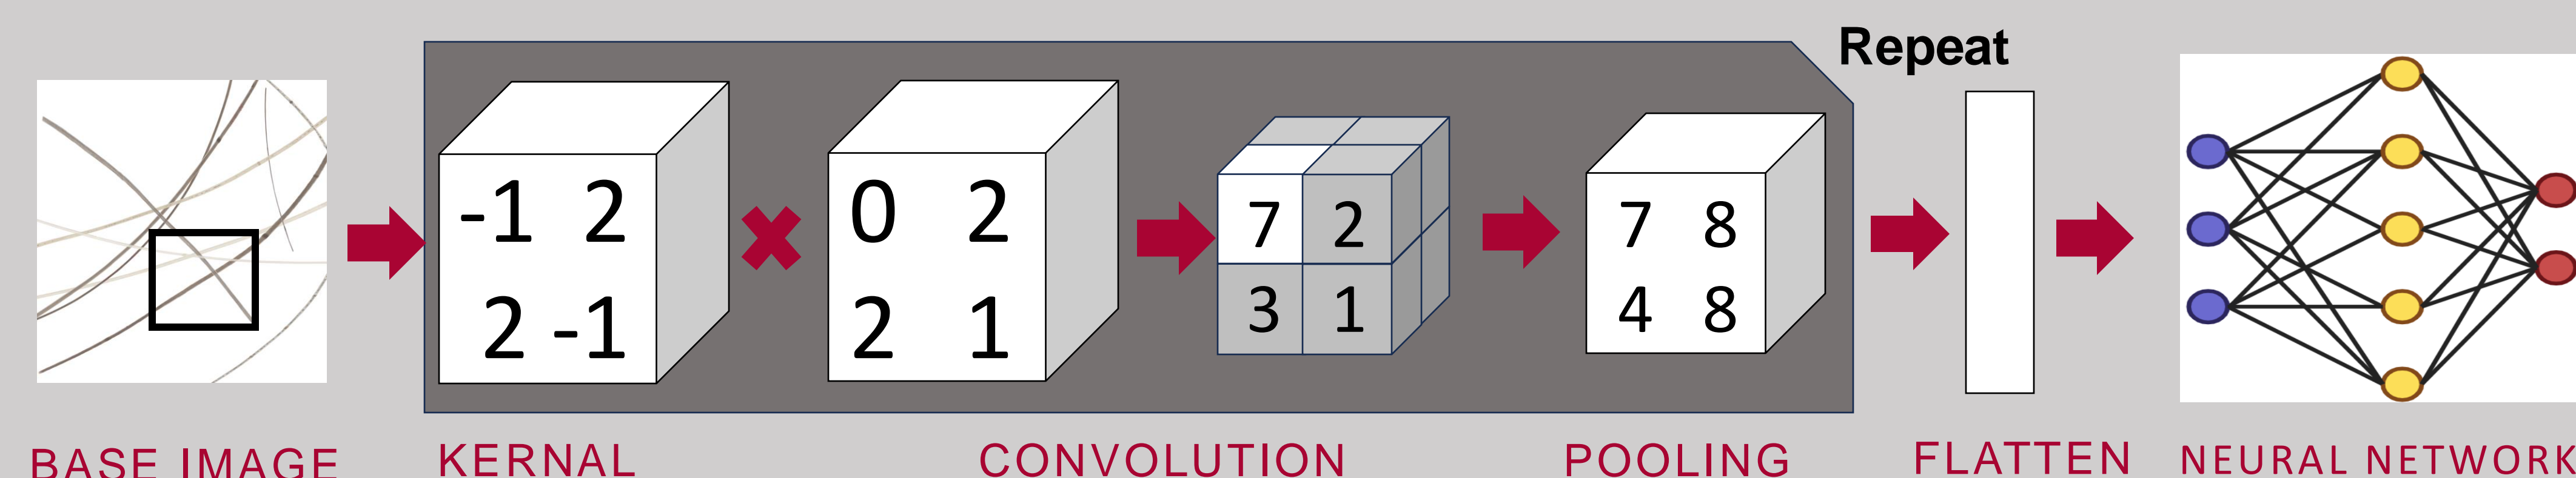 Repeat
-1 2
2 -1
0 2
2 1
7 2
3 1
7 8
4 8
BASE IMAGE
KERNAL
CONVOLUTION
POOLING
FLATTEN
NEURAL NETWORK